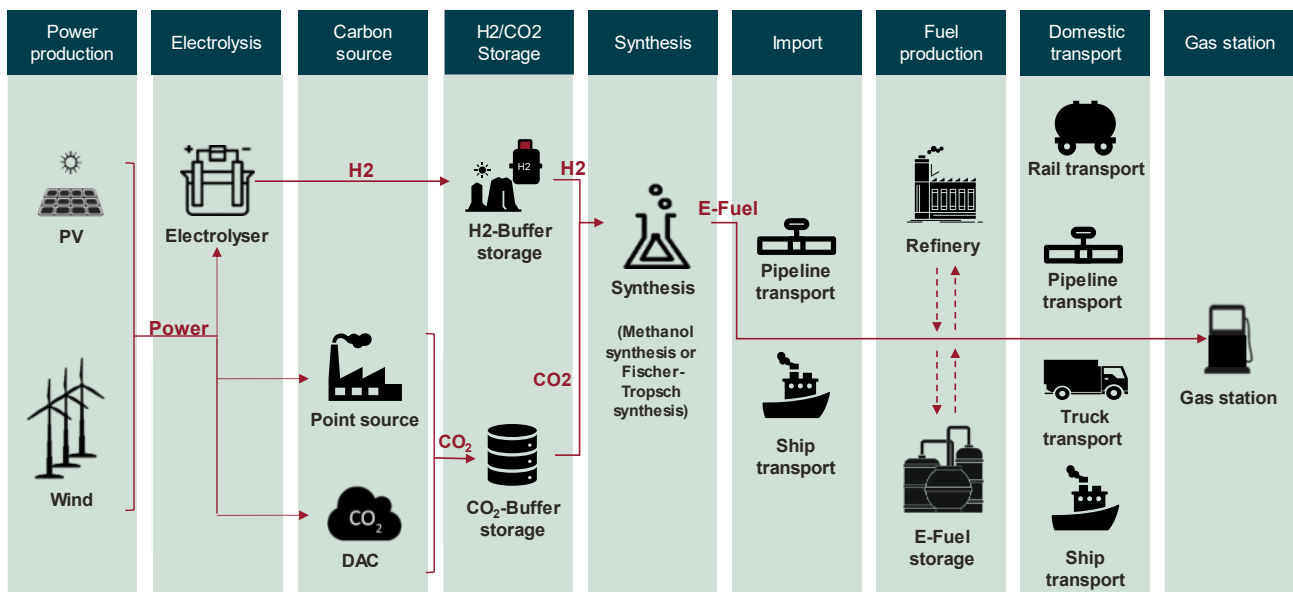 Power
production
Electrolysis
Carbon
source
H2/CO2
Storage
Synthesis
Import
Fuel
production
Domestic
transport
Gas station
PV
Wind
Power
+ −
Electrolyser
H2
Point source
CO2
DAC
CO2
H2
H2-Buffer
storage
CO2-Buffer
storage
H2
CO2
Synthesis
(Methanol
synthesis or
Fischer-
Tropsch
synthesis)
E-Fuel
Pipeline
transport
Ship
transport
Refinery
E-Fuel
storage
Rail transport
Pipeline
transport
Truck
transport
Ship
transport
Gas station